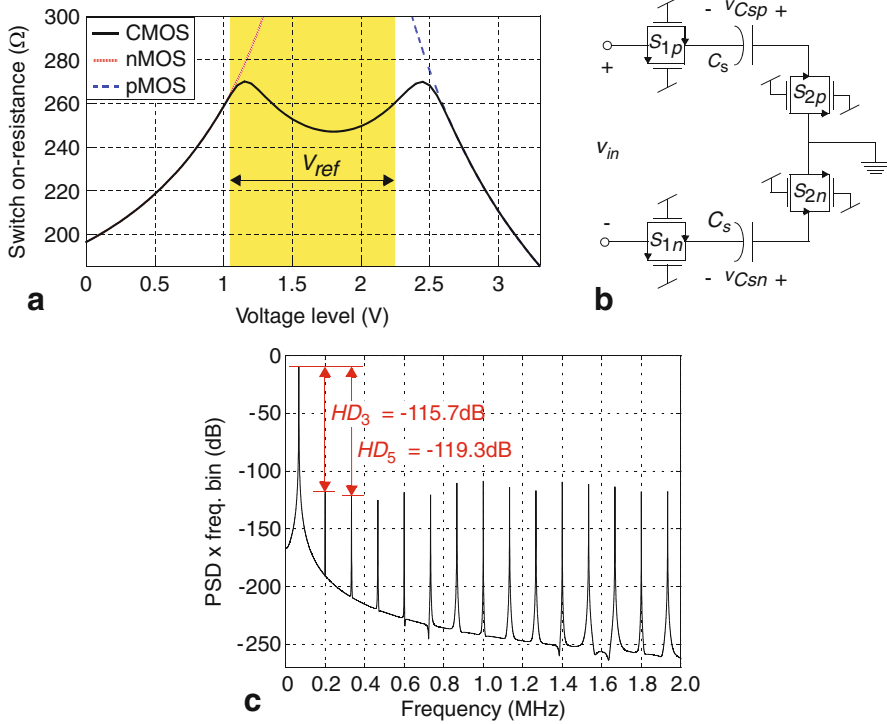 Switch on-resistance (Ω)
300
280
260
240
220
200
CMOS
nMOS
pMOS
V_ref
0 0.5 1 1.5 2 2.5 3
Voltage level (V)
a
- v_Csp +
S_1p
C_s
+
S_2p
v_in
S_2n
-
S_1n
C_s
- v_Csn +
b
PSD x freq. bin (dB)
0
-50
-100
-150
-200
-250
HD_3 = -115.7dB
HD_5 = -119.3dB
0 0.2 0.4 0.6 0.8 1.0 1.2 1.4 1.6 1.8 2.0
Frequency (MHz)
c